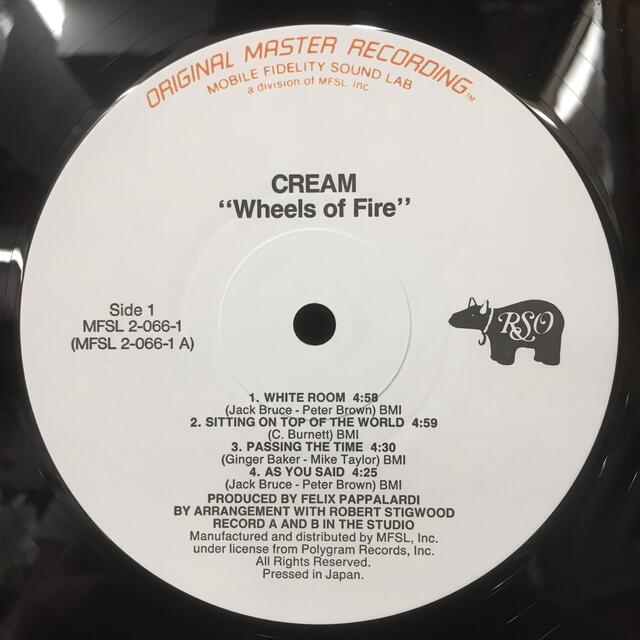 ORIGINAL MASTER RECORDING™
MOBILE FIDELITY SOUND LAB
a division of MFSL, Inc.
CREAM
“Wheels of Fire”
Side 1
MFSL 2-066-1
(MFSL 2-066-1 A)
RSO
1. WHITE ROOM 4:58
(Jack Bruce - Peter Brown) BMI
2. SITTING ON TOP OF THE WORLD 4:59
(C. Burnett) BMI
3. PASSING THE TIME 4:30
(Ginger Baker - Mike Taylor) BMI
4. AS YOU SAID 4:25
(Jack Bruce - Peter Brown) BMI
PRODUCED BY FELIX PAPPALARDI
BY ARRANGEMENT WITH ROBERT STIGWOOD
RECORD A AND B IN THE STUDIO
Manufactured and distributed by MFSL, Inc.
under license from Polygram Records, Inc.
All Rights Reserved.
Pressed in Japan.